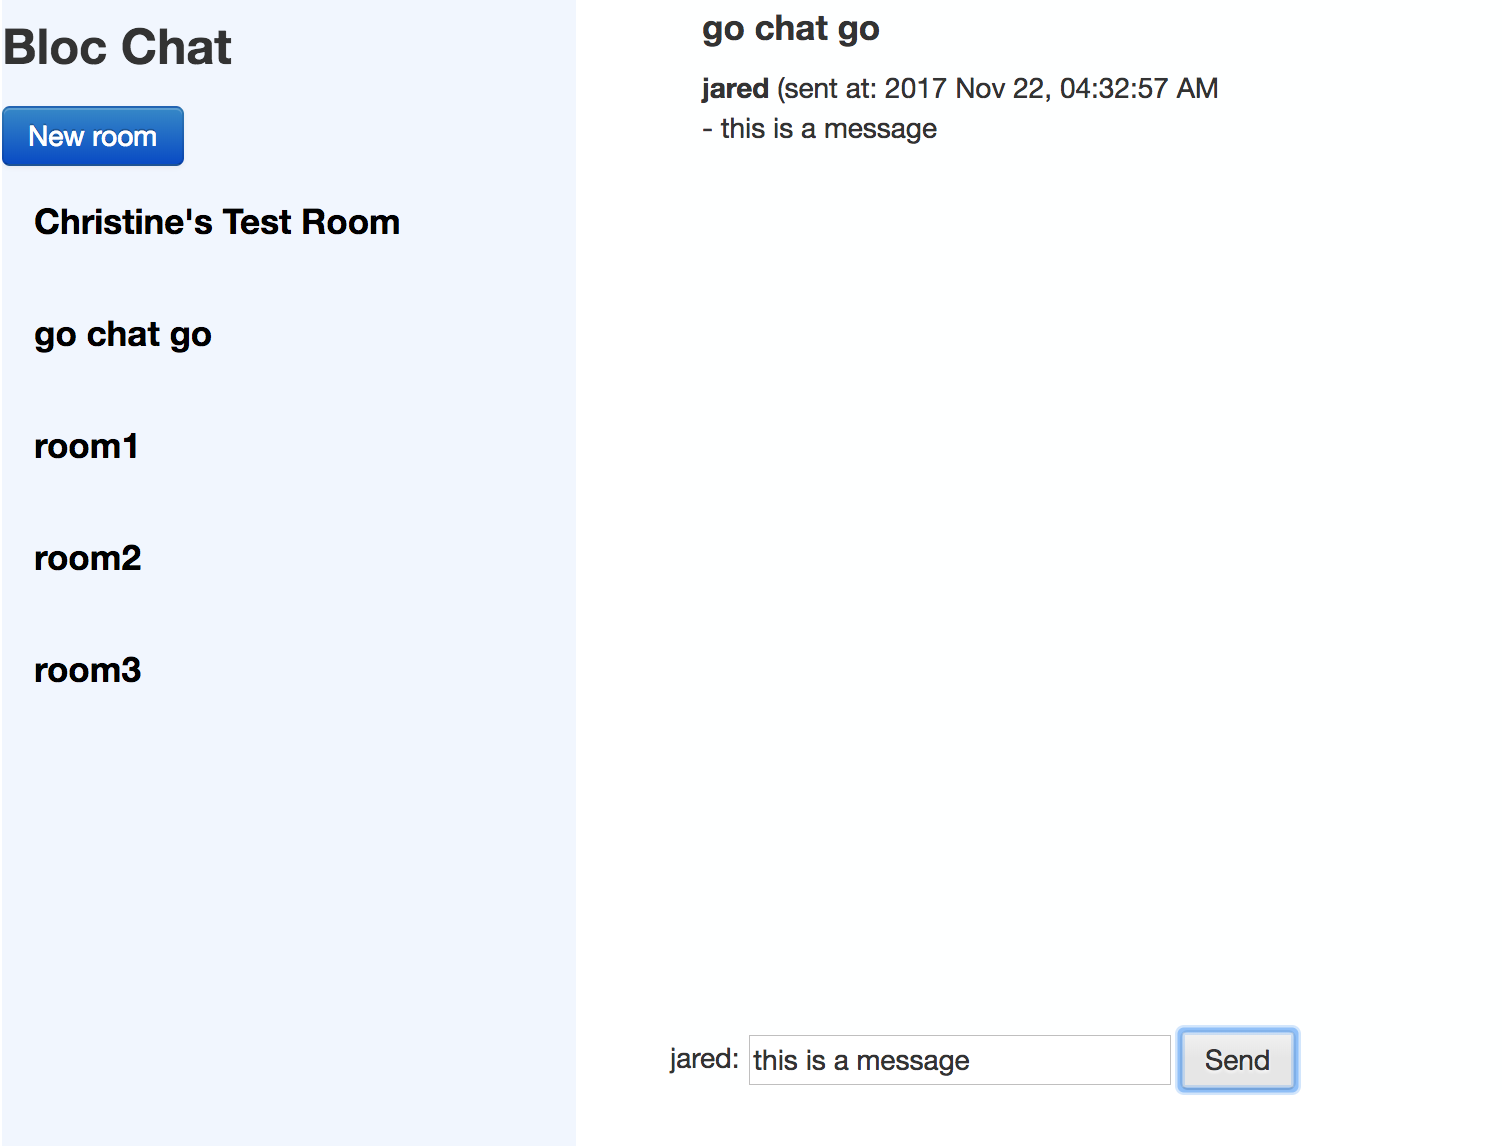 Bloc Chat
New room
Christine's Test Room
go chat go
room1
room2
room3
go chat go
jared (sent at: 2017 Nov 22, 04:32:57 AM
- this is a message
jared: this is a message Send